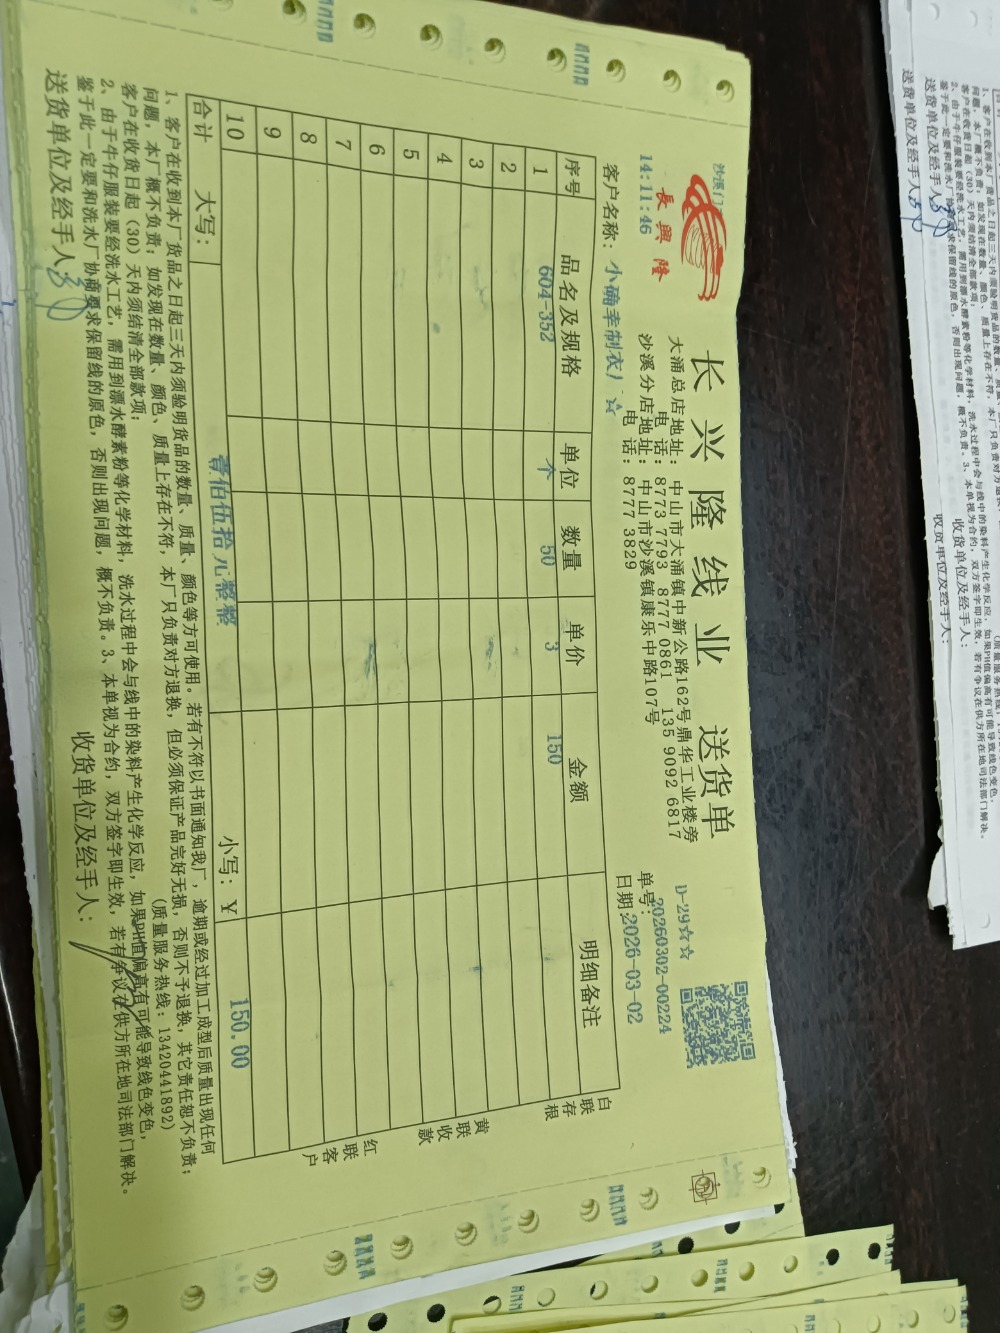 沙溪门
長興隆
14:11:46
长兴隆线业 送货单
D-29☆☆
大涌总店地址:中山市大涌镇中新公路162号鼎华工业楼旁
电 话:8773 7793 8777 0861 135 9092 6817
沙溪分店地址:中山市沙溪镇康乐中路107号
电 话:8777 3829
单号:20260302-00224
客户名称:小确幸制衣厂☆
日期:2026-03-02
序号 品名及规格 单位 数量 单价 金额 明细备注
1 604-352 个 50 3 150
2
3
4
5
6
7
8
9
10
合计 大写: 壹佰伍拾元整整 小写:¥ 150.00
白联存根
黄联收款
红联客户
1、客户在收到本厂货品之日起三天内须验明货品的数量、质量、颜色等方可使用。若有不符以书面通知我厂,逾期或经过加工成型后质量出现任何
问题,本厂概不负责;如发现在数量、颜色、质量上存在不符,本厂只负责对方退换,但必须保证产品完好无损,否则不予退换,其它责任恕不负责;
客户在收货日起(30)天内须结清全部款项;
(质量服务热线:13420441892)
2、由于牛仔服装要经洗水工艺,需用到漂水酵素粉等化学材料,洗水过程中会与线中的染料产生化学反应,如果PH值偏高有可能导致线色变色,
鉴于此一定要和洗水厂协商要求保留线的原色,否则出现问题,概不负责。3、本单视为合约,双方签字即生效,若有争议在供方所在地司法部门解决。
送货单位及经手人:
收货单位及经手人: